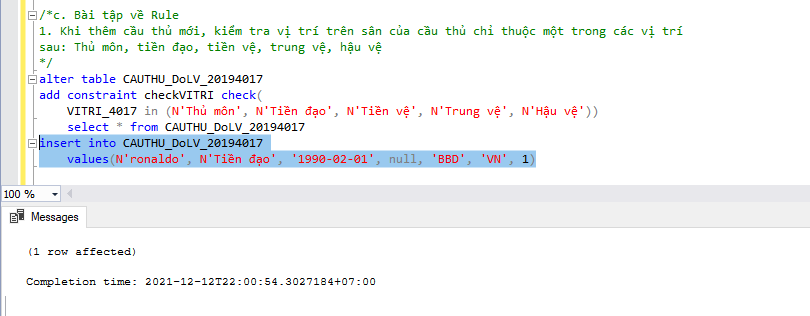 /*c. Bài tập về Rule
1. Khi thêm cầu thủ mới, kiểm tra vị trí trên sân của cầu thủ chỉ thuộc một trong các vị trí
sau: Thủ môn, tiền đạo, tiền vệ, trung vệ, hậu vệ
*/
alter table CAUTHU_DoLV_20194017
add constraint checkVITRI check(
VITRI_4017 in (N'Thủ môn', N'Tiền đạo', N'Tiền vệ', N'Trung vệ', N'Hậu vệ'))
select * from CAUTHU_DoLV_20194017
insert into CAUTHU_DoLV_20194017
values(N'ronaldo', N'Tiền đạo', '1990-02-01', null, 'BBD', 'VN', 1)
100 %
Messages
(1 row affected)
Completion time: 2021-12-12T22:00:54.3027184+07:00